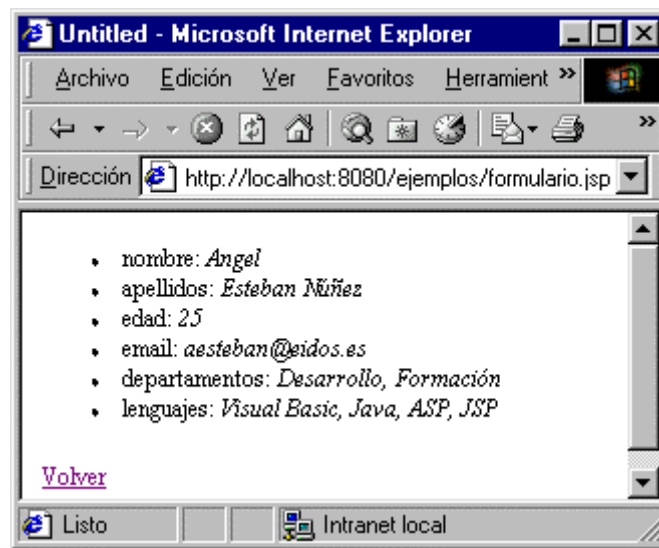 Untitled - Microsoft Internet Explorer
Archivo Edición Ver Favoritos Herramient »
»
Dirección http://localhost:8080/ejemplos/formulario.jsp
• nombre: Angel
• apellidos: Esteban Núñez
• edad: 25
• email: aesteban@eidos.es
• departamentos: Desarrollo, Formación
• lenguajes: Visual Basic, Java, ASP, JSP
Volver
Listo Intranet local